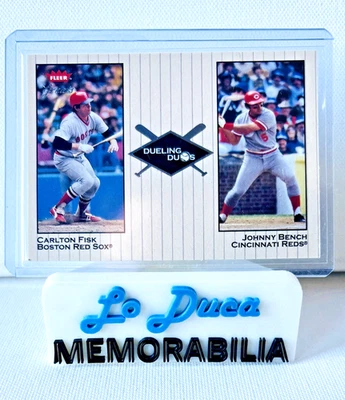 FLEER
DUELING
DUOS
CARLTON FISK
BOSTON RED SOX®
JOHNNY BENCH
CINCINNATI REDS®
Lo Duca
MEMORABILIA